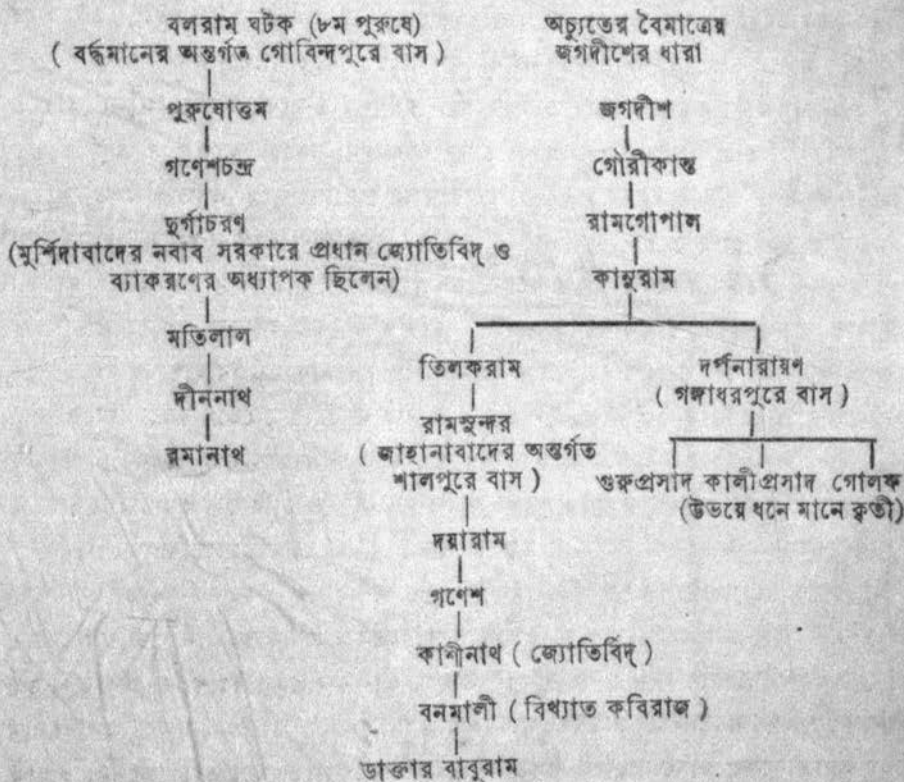 বলরাম ঘটক (৮ম পুরুষে)
( বর্দ্ধমানের অন্তর্গত গোবিন্দপুরে বাস )
পুরুষোত্তম
গণেশচন্দ্র
দুর্গাচরণ
(মুর্শিদাবাদের নবাব সরকারে প্রধান জ্যোতিবিদ্ ও
ব্যাকরণের অধ্যাপক ছিলেন)
মতিলাল
দীননাথ
রমানাথ
অচ্যুতের বৈমাত্রেয়
জগদীশের ধারা
জগদীশ
গৌরীকান্ত
রামগোপাল
কানুরাম
তিলকরাম
রামসুন্দর
( জাহানাবাদের অন্তর্গত
শালপুরে বাস )
দয়ারাম
গণেশ
কাশীনাথ ( জ্যোতির্বিদ্ )
বনমালী ( বিখ্যাত কবিরাজ )
ডাক্তার বাবুরাম
দর্পনারায়ণ
( গঙ্গাধরপুরে বাস )
গুরুপ্রসাদ কালীপ্রসাদ গোলক
(উভয়ে ধনে মানে কৃতী)